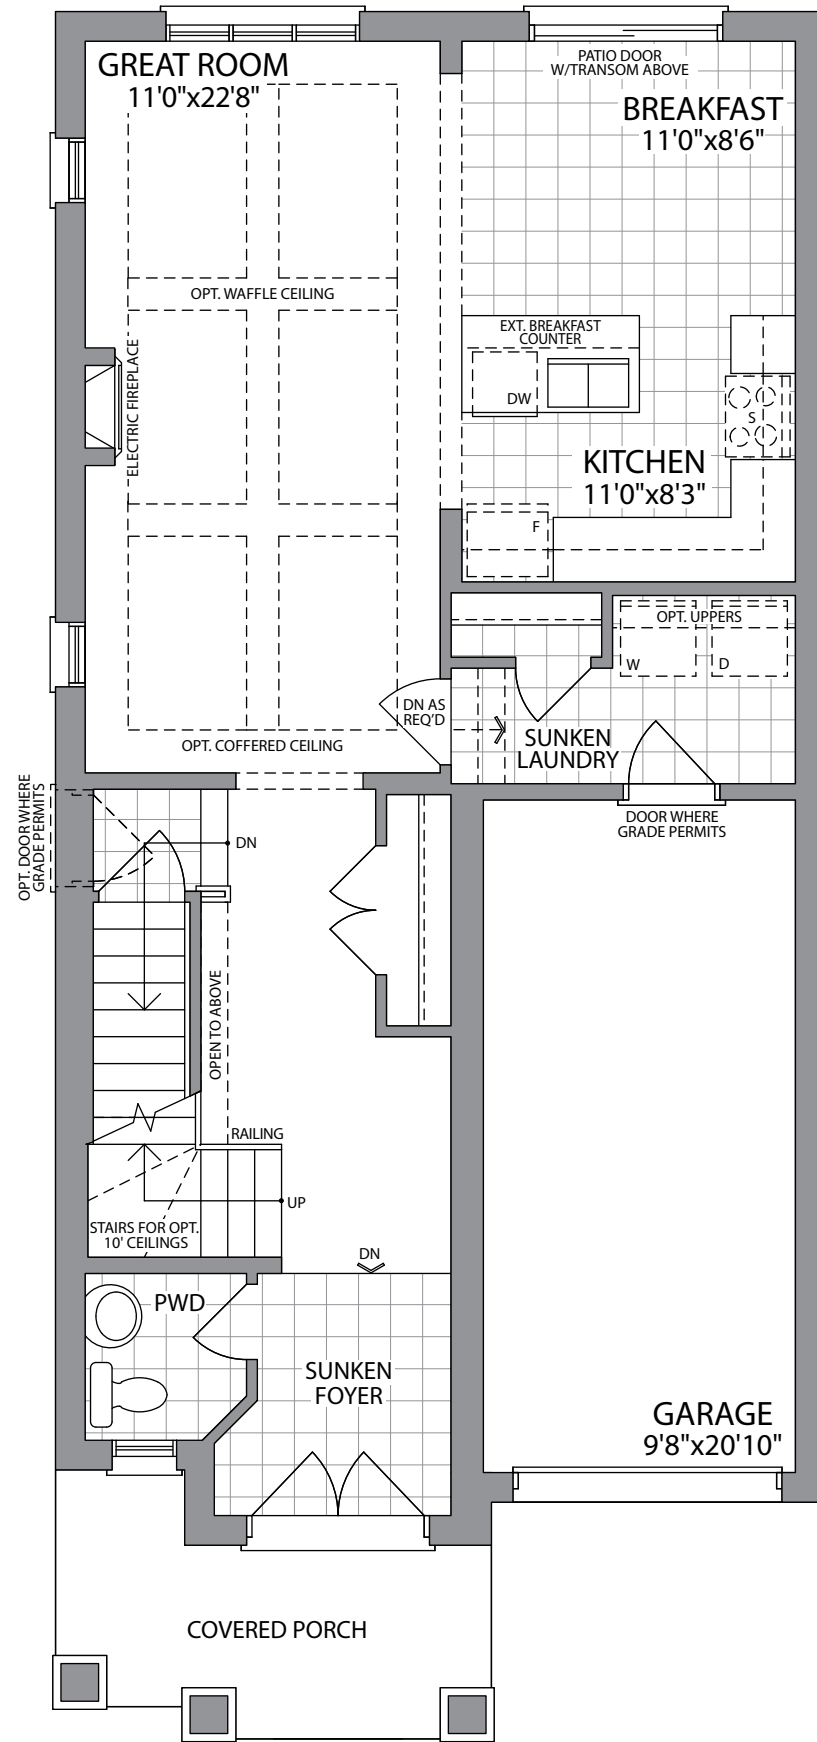 GREAT ROOM
11'0"x22'8"
PATIO DOOR
W/TRANSOM ABOVE
BREAKFAST
11'0"x8'6"
OPT. WAFFLE CEILING
EXT. BREAKFAST
COUNTER
DW
S
ELECTRIC FIREPLACE
KITCHEN
11'0"x8'3"
F
OPT. UPPERS
W
D
DN AS
REQ'D
SUNKEN
LAUNDRY
OPT. COFFERED CEILING
OPT. DOOR WHERE
GRADE PERMITS
DN
DOOR WHERE
GRADE PERMITS
OPEN TO ABOVE
RAILING
UP
STAIRS FOR OPT.
10' CEILINGS
DN
PWD
SUNKEN
FOYER
GARAGE
9'8"x20'10"
COVERED PORCH